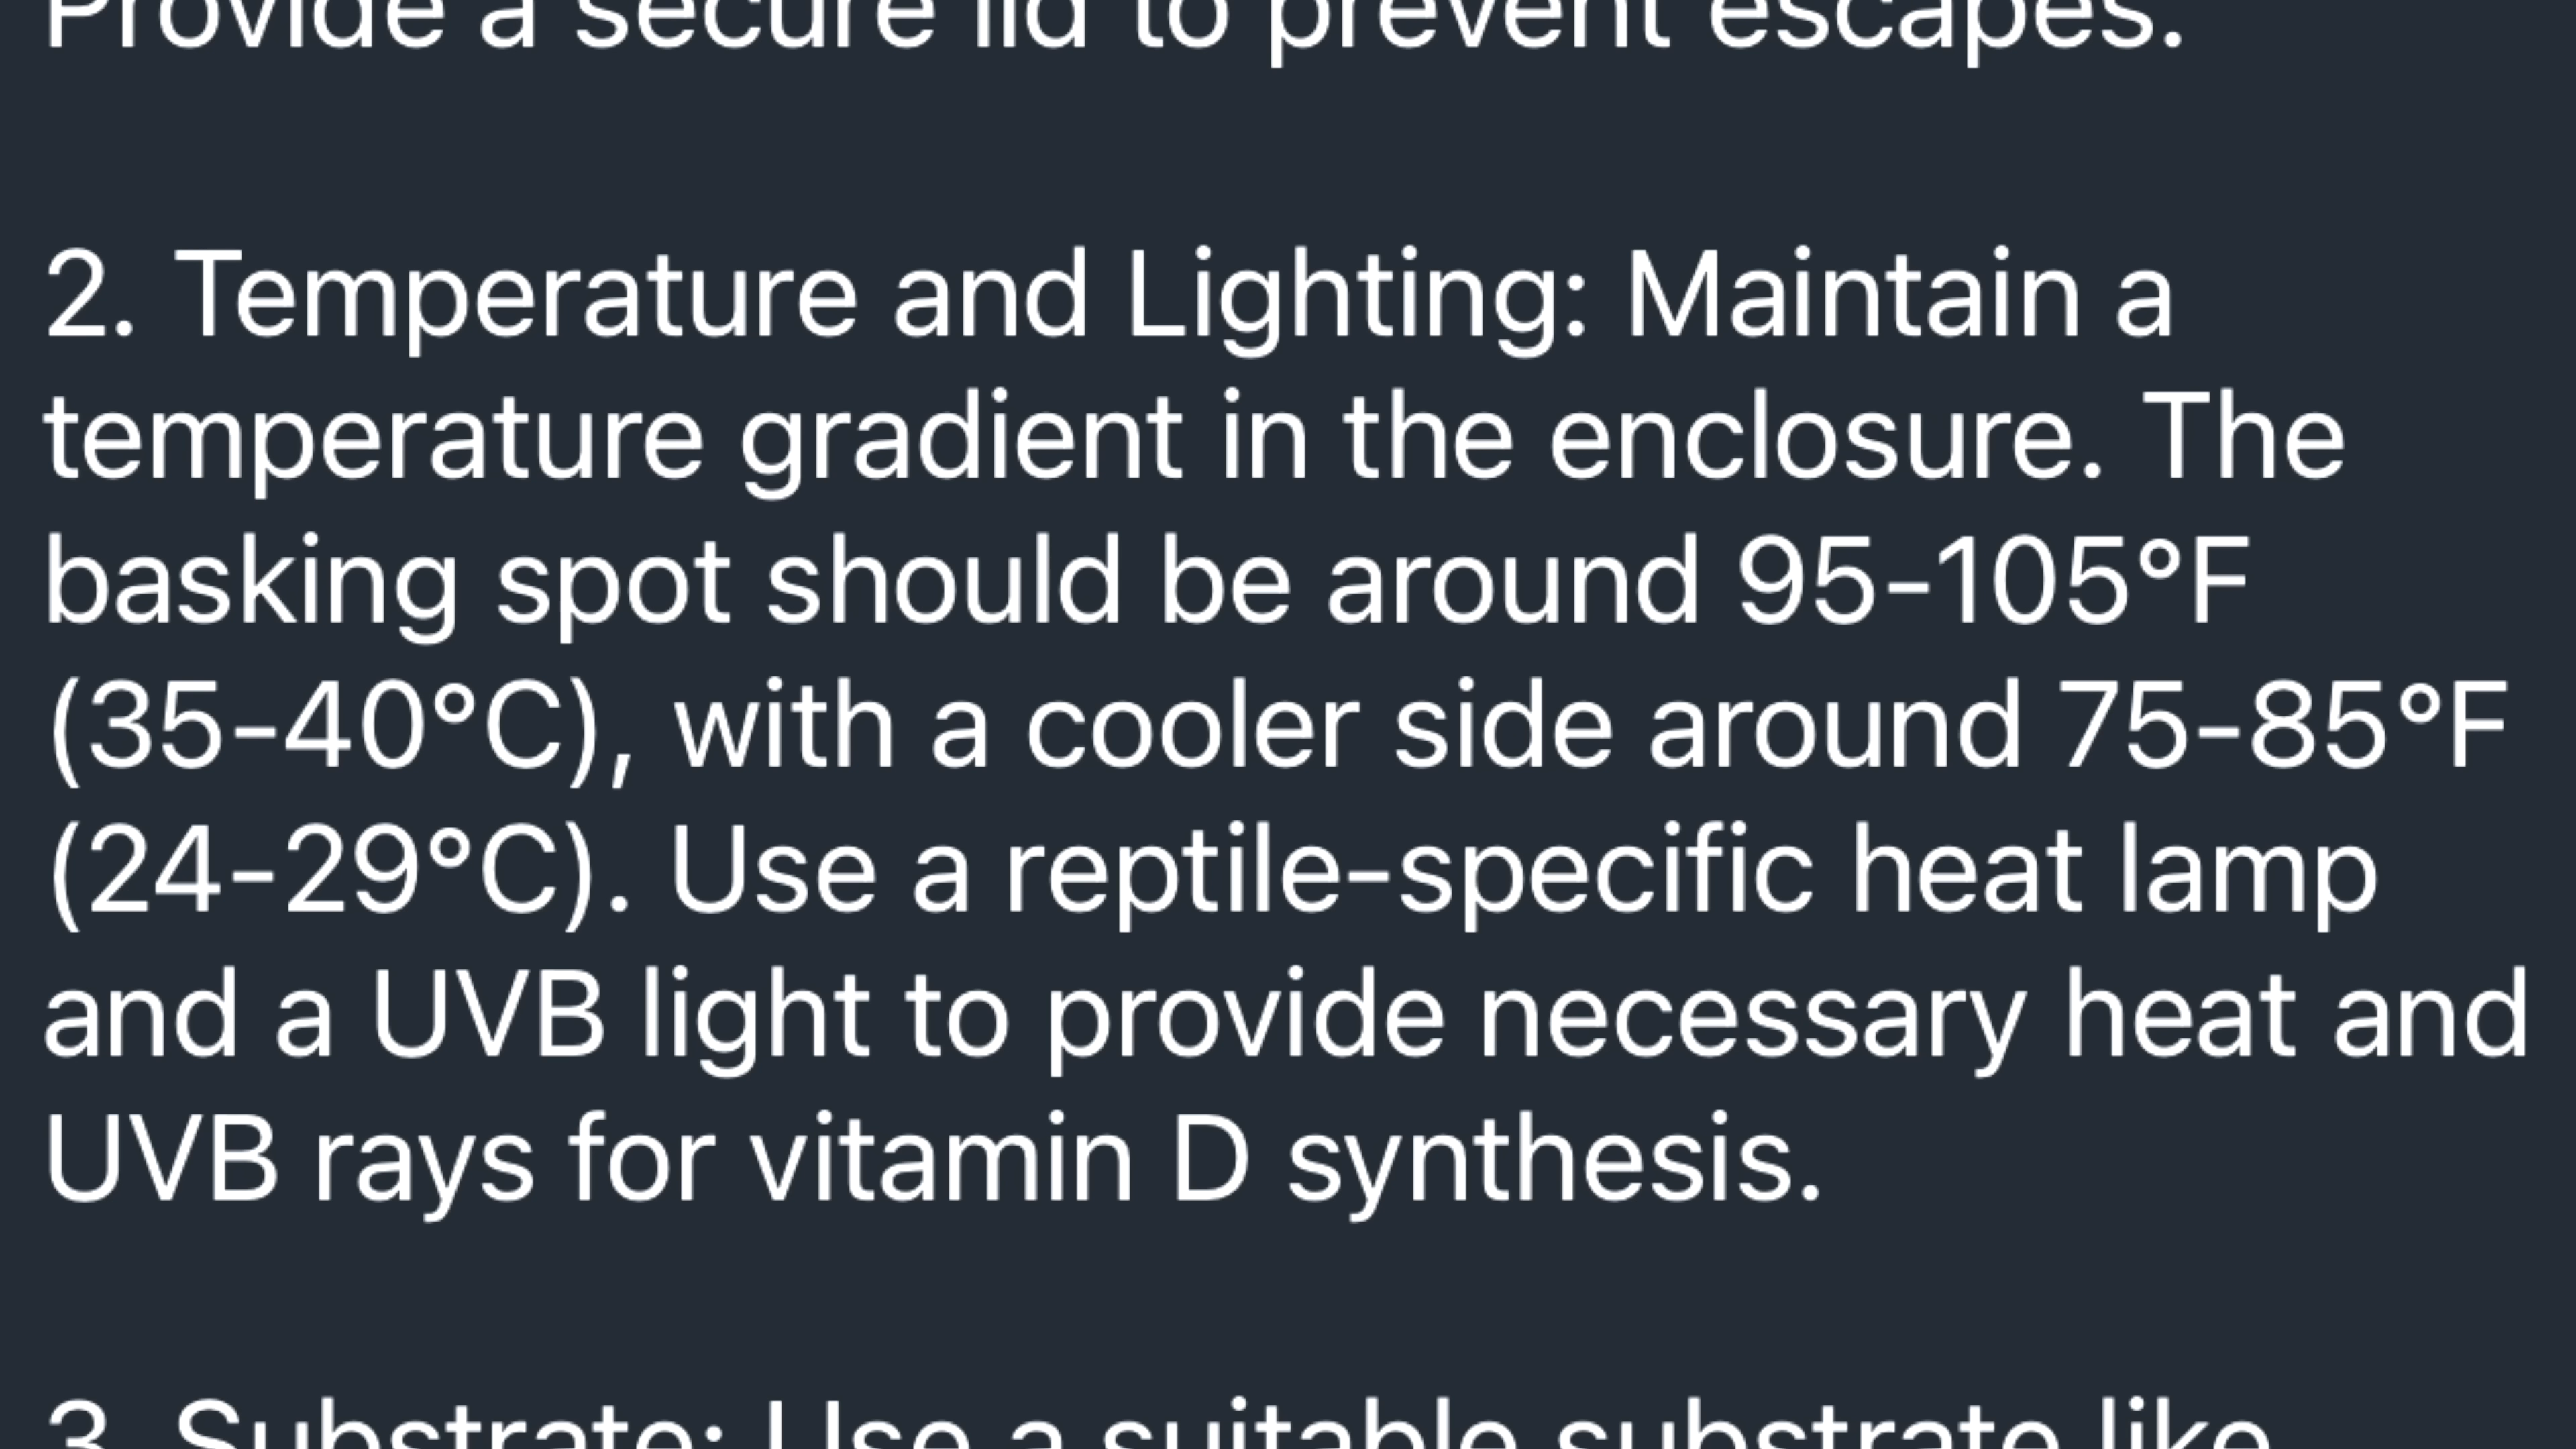 Provide a secure lid to prevent escapes.
2. Temperature and Lighting: Maintain a
temperature gradient in the enclosure. The
basking spot should be around 95-105°F
(35-40°C), with a cooler side around 75-85°F
(24-29°C). Use a reptile-specific heat lamp
and a UVB light to provide necessary heat and
UVB rays for vitamin D synthesis.
3. Substrate: Use a suitable substrate like